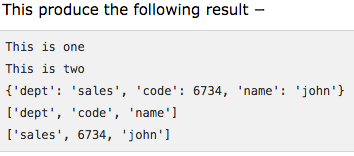 This produce the following result −
This is one
This is two
{'dept': 'sales', 'code': 6734, 'name': 'john'}
['dept', 'code', 'name']
['sales', 6734, 'john']